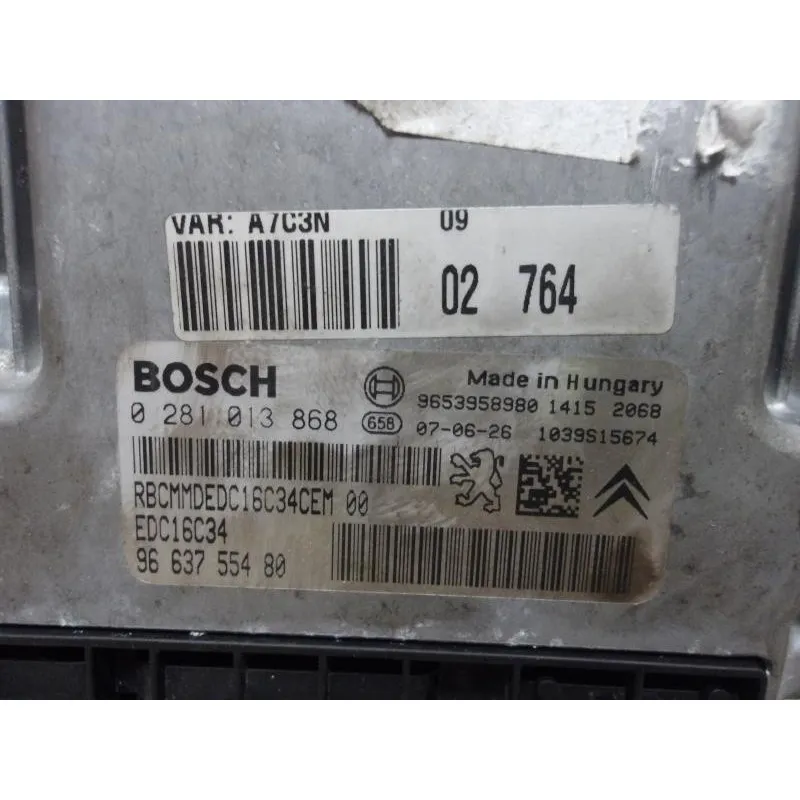 VAR: A7C3N 09
02 764
BOSCH
Made in Hungary
9653958980 1415 2068
0 281 013 868 658 07-06-26 1039S15674
RBCMMDEDC16C34CEM 00
EDC16C34
96 637 554 80